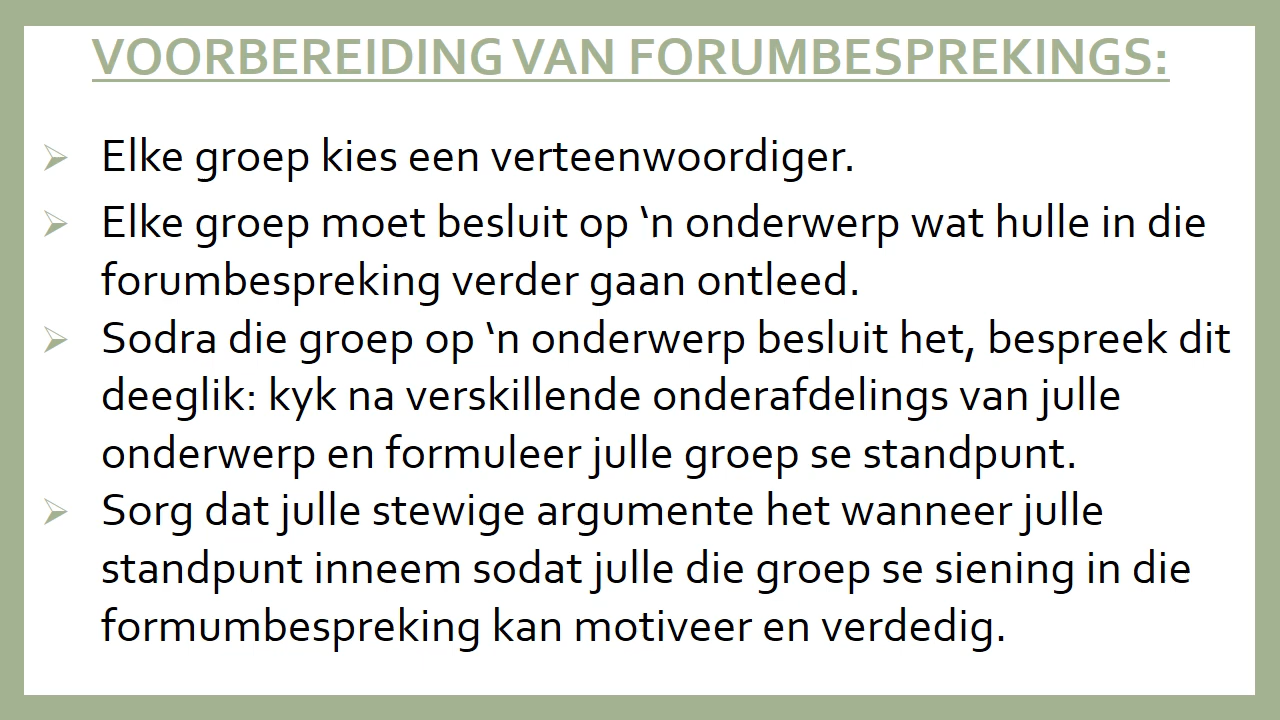 VOORBEREIDING VAN FORUMBESPREKINGS:
Elke groep kies een verteenwoordiger.
Elke groep moet besluit op ‘n onderwerp wat hulle in die
forumbespreking verder gaan ontleed.
Sodra die groep op ‘n onderwerp besluit het, bespreek dit
deeglik: kyk na verskillende onderafdelings van julle
onderwerp en formuleer julle groep se standpunt.
Sorg dat julle stewige argumente het wanneer julle
standpunt inneem sodat julle die groep se siening in die
formumbespreking kan motiveer en verdedig.